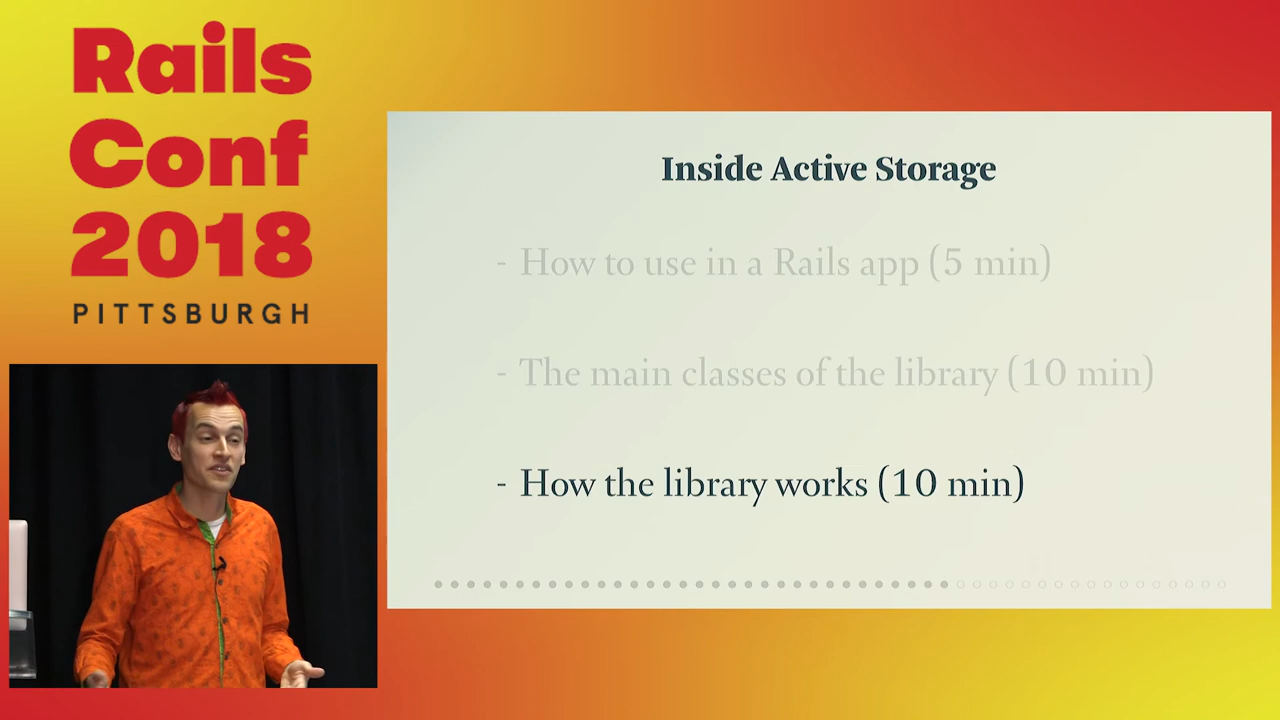 Rails
Conf
2018
PITTSBURGH
Inside Active Storage
- How to use in a Rails app (5 min)
- The main classes of the library (10 min)
- How the library works (10 min)